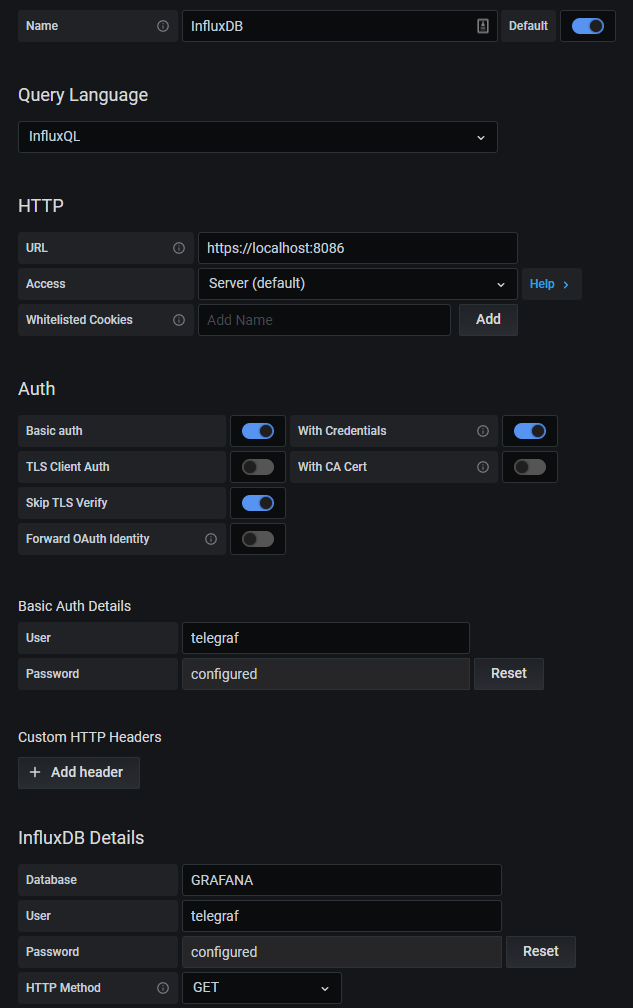 Name InfluxDB Default
Query Language
InfluxQL
HTTP
URL https://localhost:8086
Access Server (default) Help
Whitelisted Cookies Add Name Add
Auth
Basic auth With Credentials
TLS Client Auth With CA Cert
Skip TLS Verify
Forward OAuth Identity
Basic Auth Details
User telegraf
Password configured Reset
Custom HTTP Headers
+ Add header
InfluxDB Details
Database GRAFANA
User telegraf
Password configured Reset
HTTP Method GET